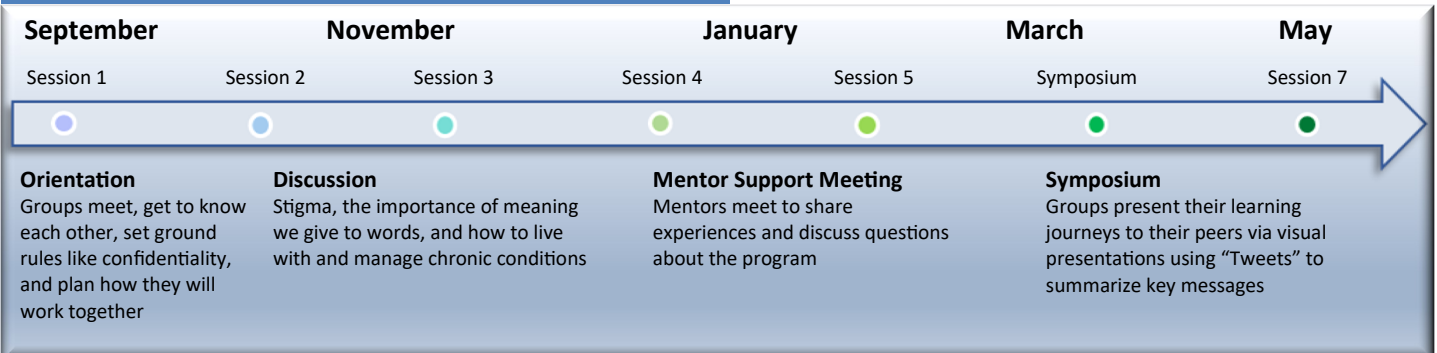 September November January March May
Session 1 Session 2 Session 3 Session 4 Session 5 Symposium Session 7
Orientation
Groups meet, get to know
each other, set ground
rules like confidentiality,
and plan how they will
work together
Discussion
Stigma, the importance of meaning
we give to words, and how to live
with and manage chronic conditions
Mentor Support Meeting
Mentors meet to share
experiences and discuss questions
about the program
Symposium
Groups present their learning
journeys to their peers via visual
presentations using “Tweets” to
summarize key messages